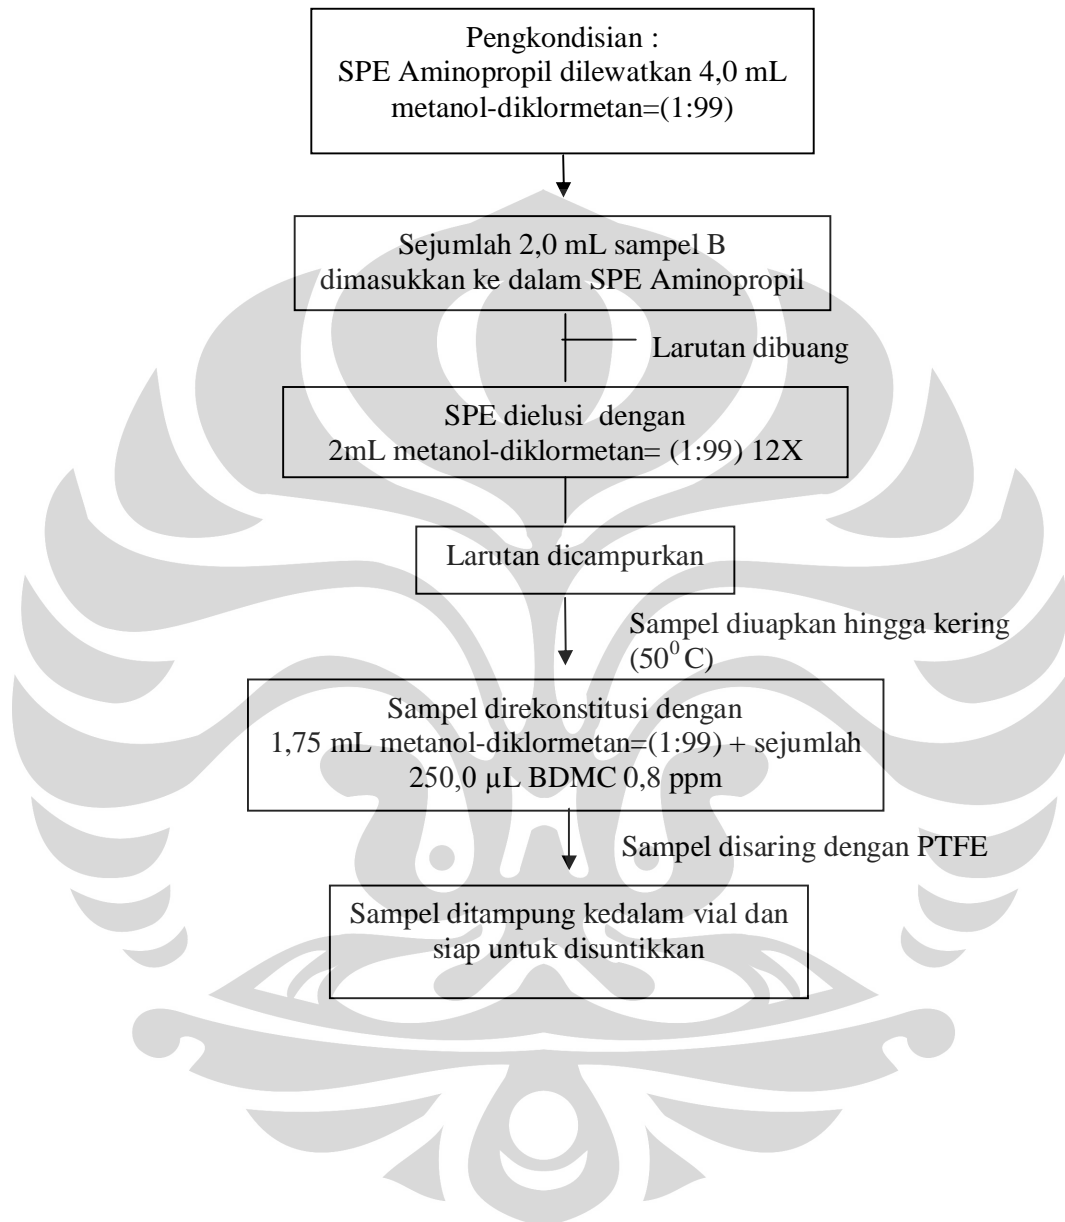 Pengkondisian :
SPE Aminopropil dilewatkan 4,0 mL
metanol-diklormetan=(1:99)
Sejumlah 2,0 mL sampel B
dimasukkan ke dalam SPE Aminopropil
Larutan dibuang
SPE dielusi dengan
2mL metanol-diklormetan= (1:99) 12X
Larutan dicampurkan
Sampel diuapkan hingga kering
(50⁰ C)
Sampel direkonstitusi dengan
1,75 mL metanol-diklormetan=(1:99) + sejumlah
250,0 µL BDMC 0,8 ppm
Sampel disaring dengan PTFE
Sampel ditampung kedalam vial dan
siap untuk disuntikkan